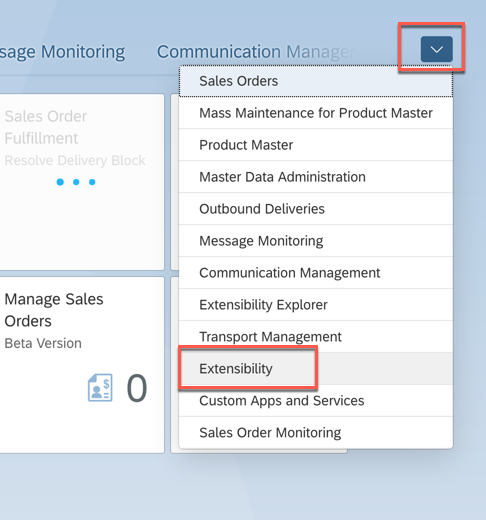 sage Monitoring
Communication Manager
Sales Order
Fulfillment
Resolve Delivery Block
Manage Sales
Orders
Beta Version
0
Sales Orders
Mass Maintenance for Product Master
Product Master
Master Data Administration
Outbound Deliveries
Message Monitoring
Communication Management
Extensibility Explorer
Transport Management
Extensibility
Custom Apps and Services
Sales Order Monitoring